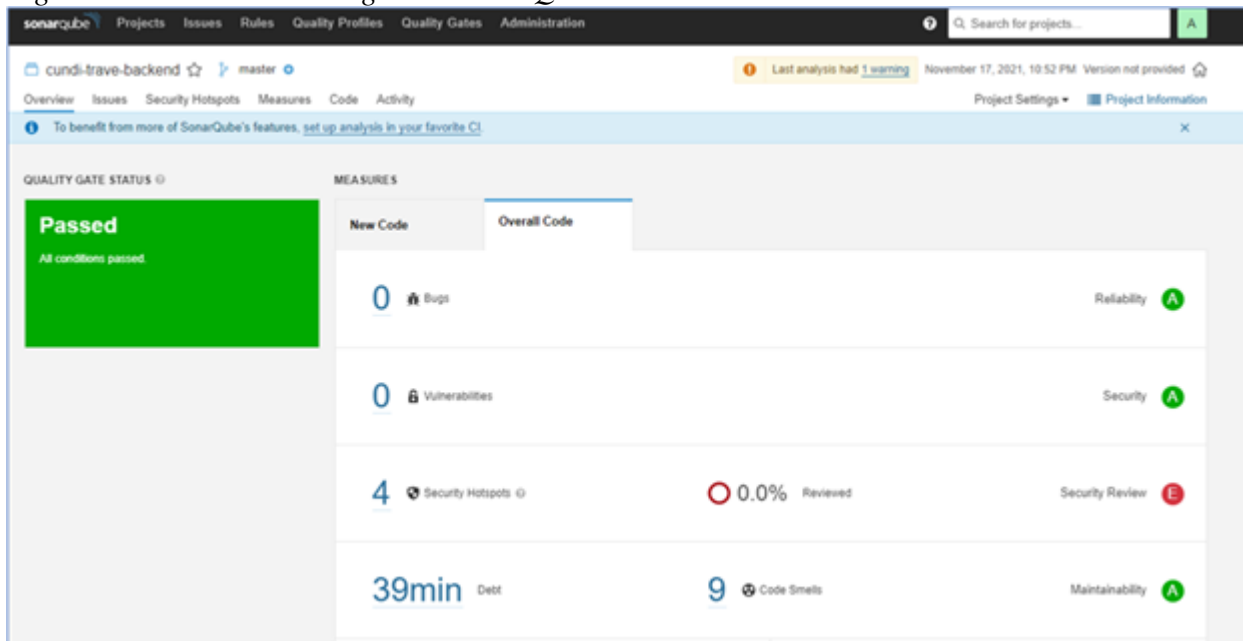 sonarqube Projects Issues Rules Quality Profiles Quality Gates Administration Search for projects... A
cundi-trave-backend master Last analysis had 1 warning November 17, 2021, 10:52 PM Version not provided
Overview Issues Security Hotspots Measures Code Activity Project Settings Project Information
To benefit from more of SonarQube's features, set up analysis in your favorite CI.
QUALITY GATE STATUS MEASURES
Passed
All conditions passed.
New Code Overall Code
0 Bugs Reliability A
0 Vulnerabilities Security A
4 Security Hotspots 0.0% Reviewed Security Review E
39min Debt 9 Code Smells Maintainability A